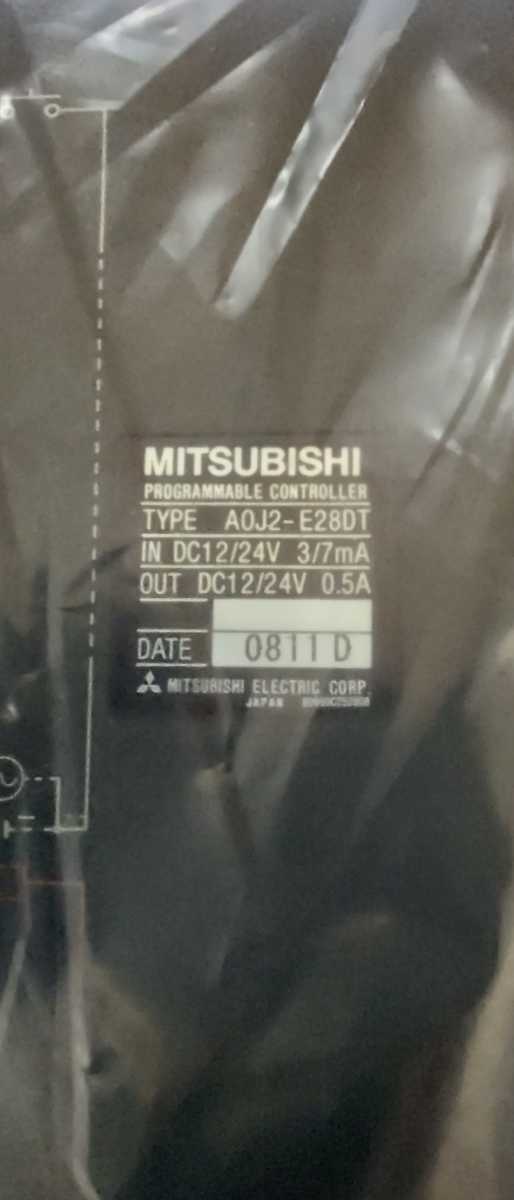 MITSUBISHI
PROGRAMMABLE CONTROLLER
TYPE A0J2-E28DT
IN DC12/24V 3/7mA
OUT DC12/24V 0.5A
DATE 0811 D
MITSUBISHI ELECTRIC CORP.
JAPAN